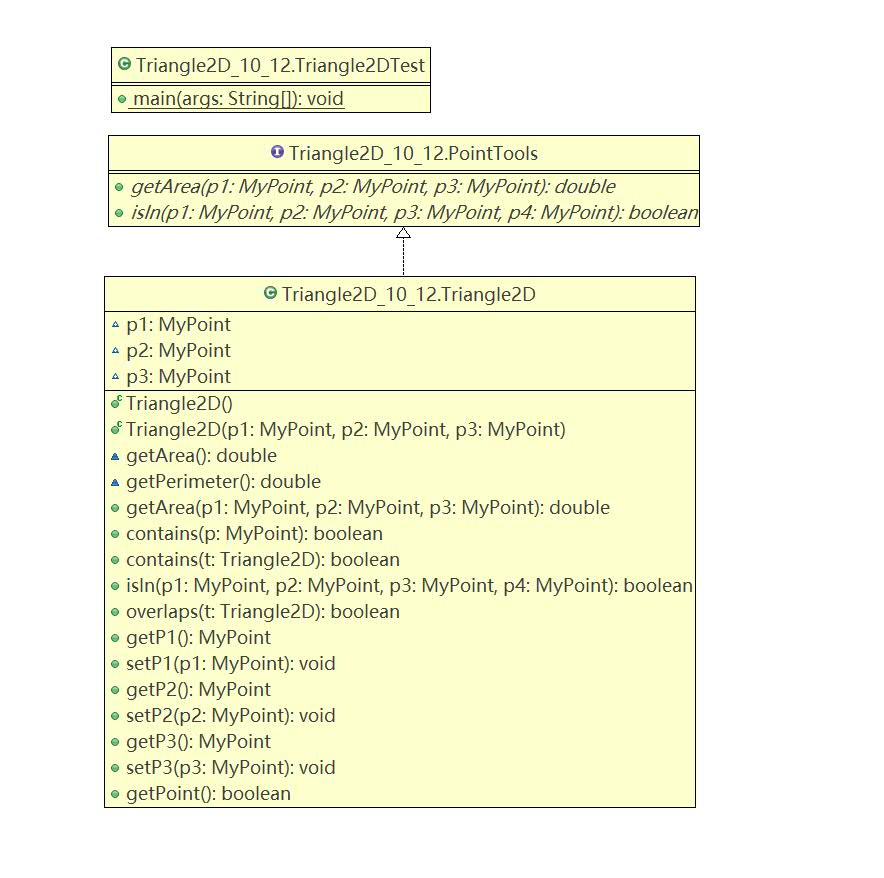 Triangle2D_10_12.Triangle2DTest
main(args: String[]): void
Triangle2D_10_12.PointTools
getArea(p1: MyPoint, p2: MyPoint, p3: MyPoint): double
isIn(p1: MyPoint, p2: MyPoint, p3: MyPoint, p4: MyPoint): boolean
Triangle2D_10_12.Triangle2D
p1: MyPoint
p2: MyPoint
p3: MyPoint
Triangle2D()
Triangle2D(p1: MyPoint, p2: MyPoint, p3: MyPoint)
getArea(): double
getPerimeter(): double
getArea(p1: MyPoint, p2: MyPoint, p3: MyPoint): double
contains(p: MyPoint): boolean
contains(t: Triangle2D): boolean
isIn(p1: MyPoint, p2: MyPoint, p3: MyPoint, p4: MyPoint): boolean
overlaps(t: Triangle2D): boolean
getP1(): MyPoint
setP1(p1: MyPoint): void
getP2(): MyPoint
setP2(p2: MyPoint): void
getP3(): MyPoint
setP3(p3: MyPoint): void
getPoint(): boolean